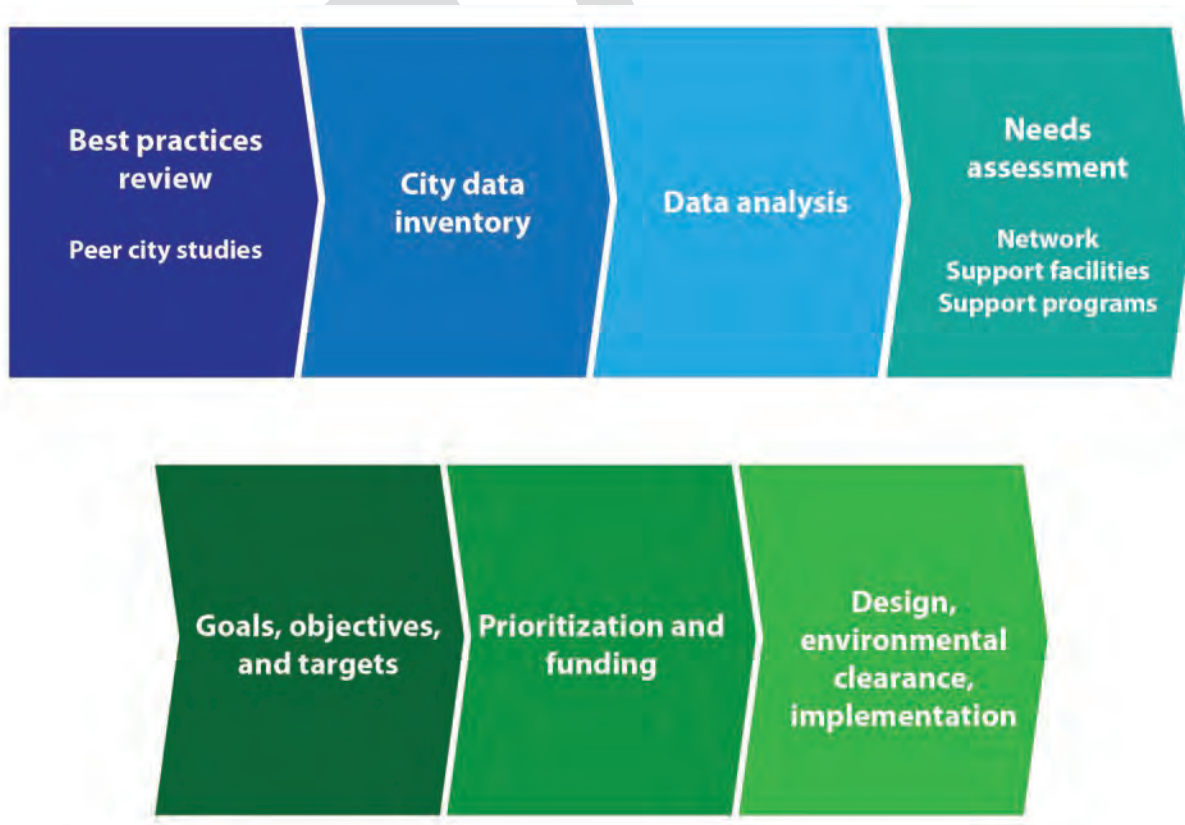 Best practices
review
Peer city studies
City data
inventory
Data analysis
Needs
assessment
Network
Support facilities
Support programs
Goals, objectives,
and targets
Prioritization and
funding
Design,
environmental
clearance,
implementation